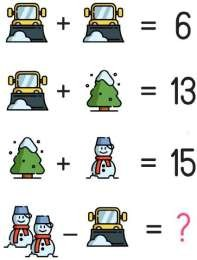 + = 6
+ = 13
+ = 15
− = ?